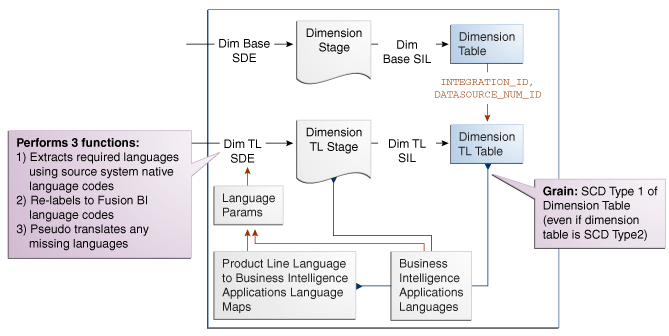 Dim Base
SDE
Dimension
Stage
Dim
Base SIL
Dimension
Table
INTEGRATION_ID,
DATASOURCE_NUM_ID
Performs 3 functions:
1) Extracts required languages
using source system native
language codes
2) Re-labels to Fusion BI
language codes
3) Pseudo translates any
missing languages
Dim TL
SDE
Dimension
TL Stage
Dim TL
SIL
Dimension
TL Table
Grain: SCD Type 1 of
Dimension Table
(even if dimension
table is SCD Type2)
Language
Params
Product Line Language
to Business Intelligence
Applications Language
Maps
Business
Intelligence
Applications
Languages